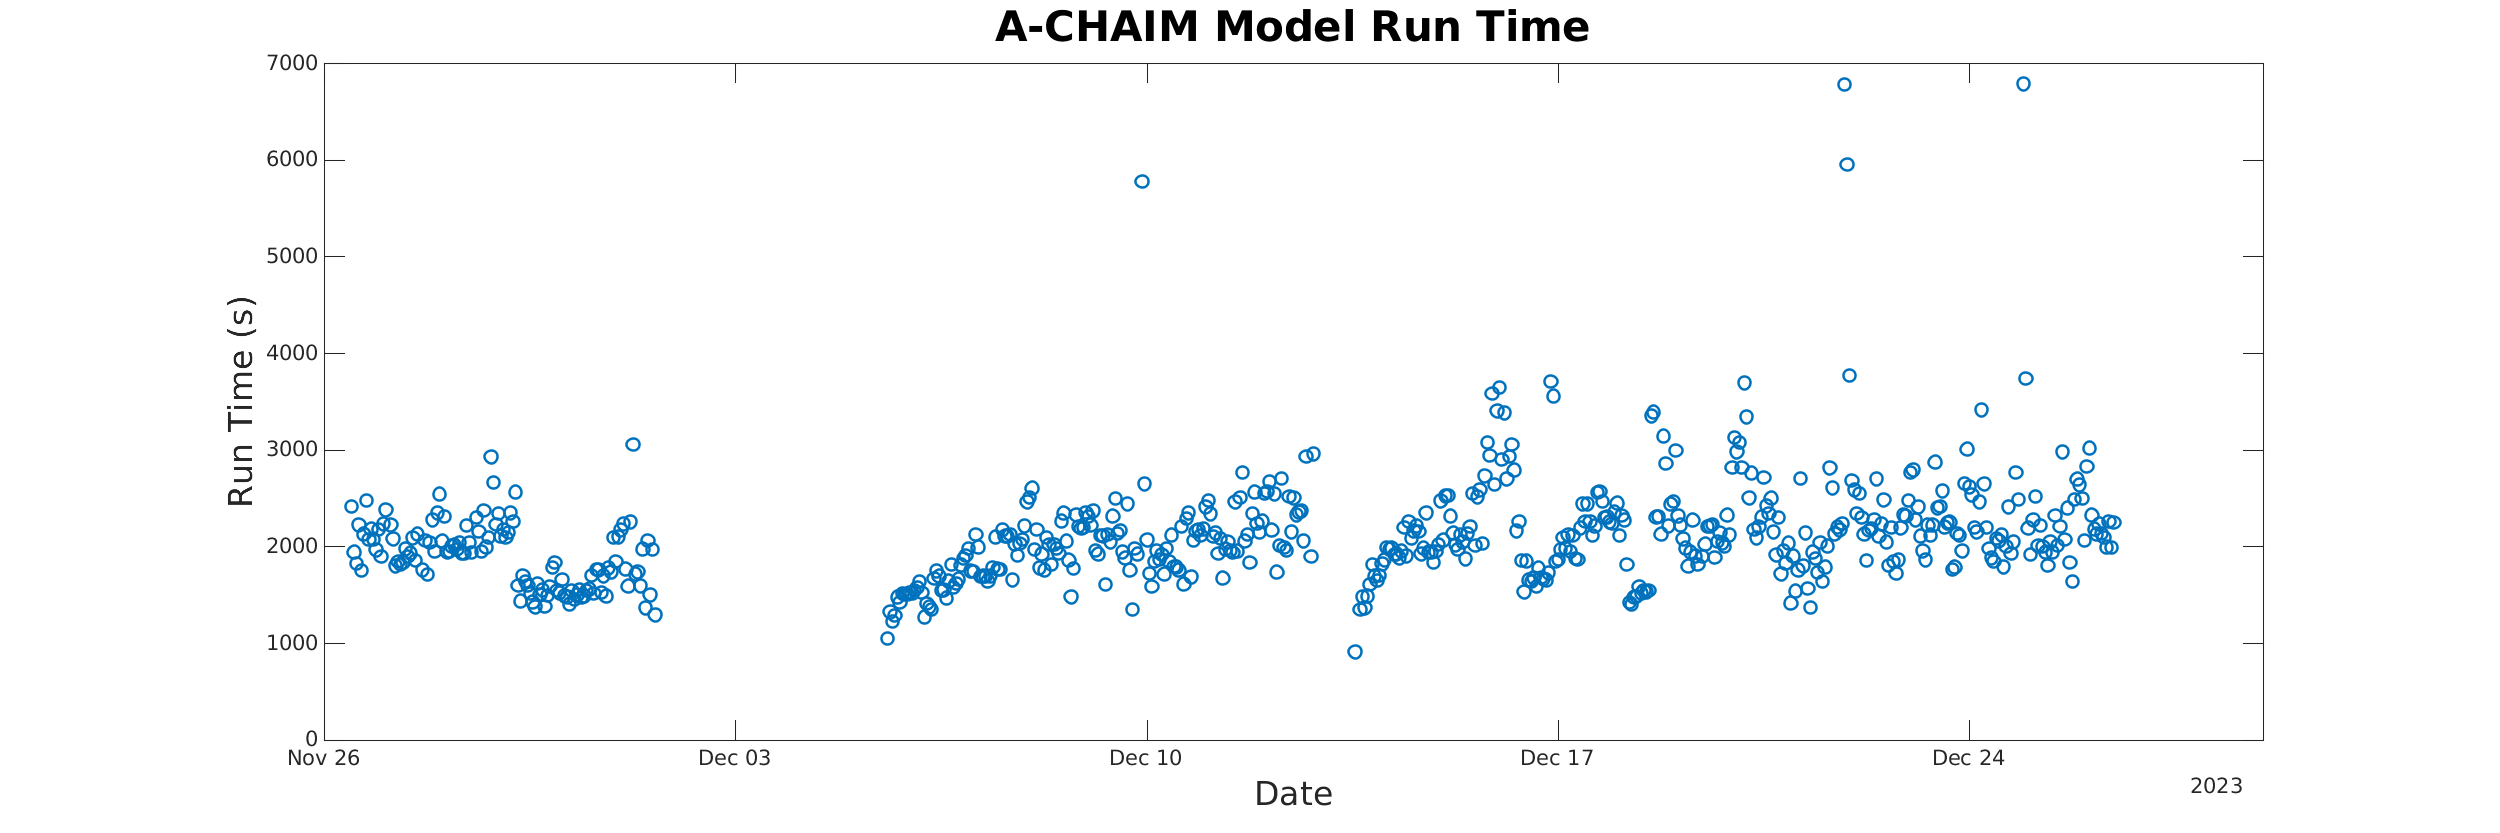 A-CHAIM Model Run Time
7000
6000
5000
4000
3000
2000
1000
0
Run Time (s)
Nov 26 Dec 03 Dec 10 Dec 17 Dec 24
Date
2023